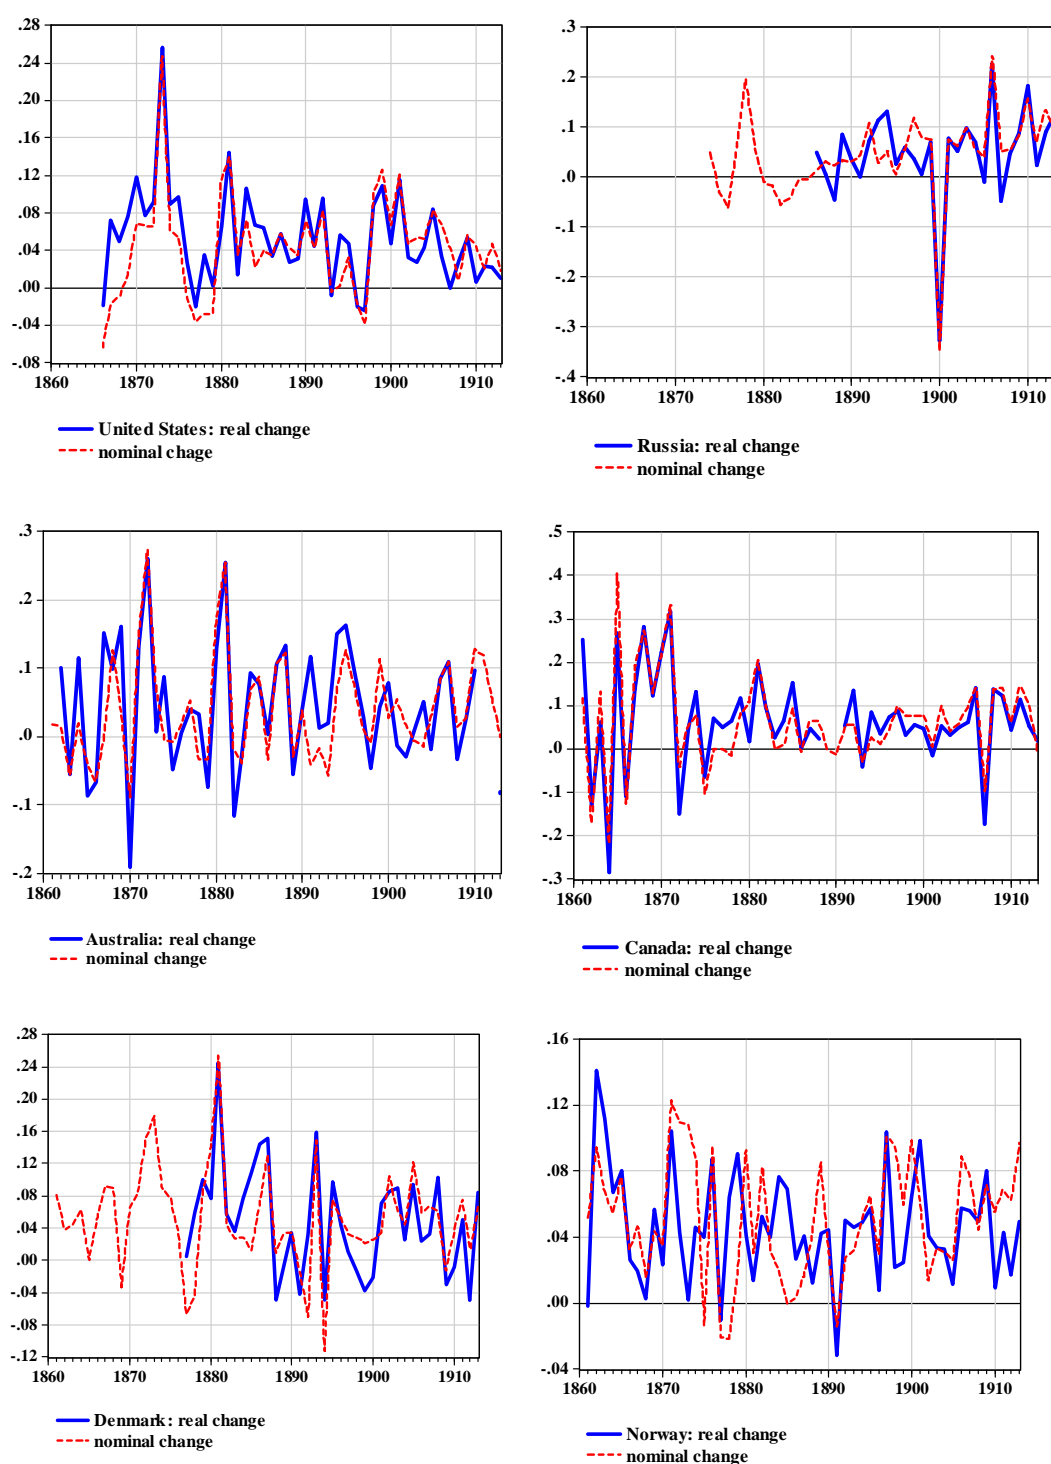 .28
.24
.20
.16
.12
.08
.04
.00
-.04
-.08
1860 1870 1880 1890 1900 1910
United States: real change
nominal chage
.3
.2
.1
.0
-.1
-.2
-.3
-.4
1860 1870 1880 1890 1900 1910
Russia: real change
nominal change
.3
.2
.1
.0
-.1
-.2
1860 1870 1880 1890 1900 1910
Australia: real change
nominal change
.5
.4
.3
.2
.1
.0
-.1
-.2
-.3
1860 1870 1880 1890 1900 1910
Canada: real change
nominal change
.28
.24
.20
.16
.12
.08
.04
.00
-.04
-.08
-.12
1860 1870 1880 1890 1900 1910
Denmark: real change
nominal change
.16
.12
.08
.04
.00
-.04
1860 1870 1880 1890 1900 1910
Norway: real change
nominal change